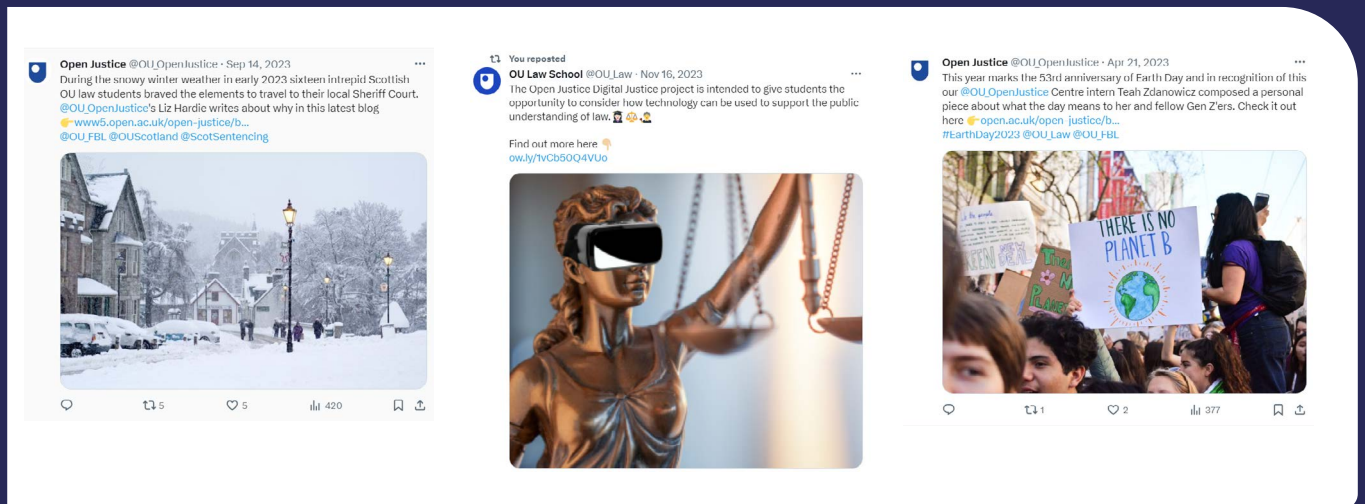 Open Justice @OU_OpenJustice · Sep 14, 2023
During the snowy winter weather in early 2023 sixteen intrepid Scottish
OU law students braved the elements to travel to their local Sheriff Court.
@OU_OpenJustice's Liz Hardie writes about why in this latest blog
👉www5.open.ac.uk/open-justice/b...
@OU_FBL @OUScotland @ScotSentencing
5
5
420
You reposted
OU Law School @OU_Law · Nov 16, 2023
The Open Justice Digital Justice project is intended to give students the
opportunity to consider how technology can be used to support the public
understanding of law.
Find out more here 👇
ow.ly/1vCb50Q4VUo
Open Justice @OU_OpenJustice · Apr 21, 2023
This year marks the 53rd anniversary of Earth Day and in recognition of this
our @OU_OpenJustice Centre intern Teah Zdanowicz composed a personal
piece about what the day means to her and fellow Gen Z'ers. Check it out
here 👉open.ac.uk/open-justice/b...
#EarthDay2023 @OU_Law @OU_FBL
THERE IS NO
PLANET B
1
2
377